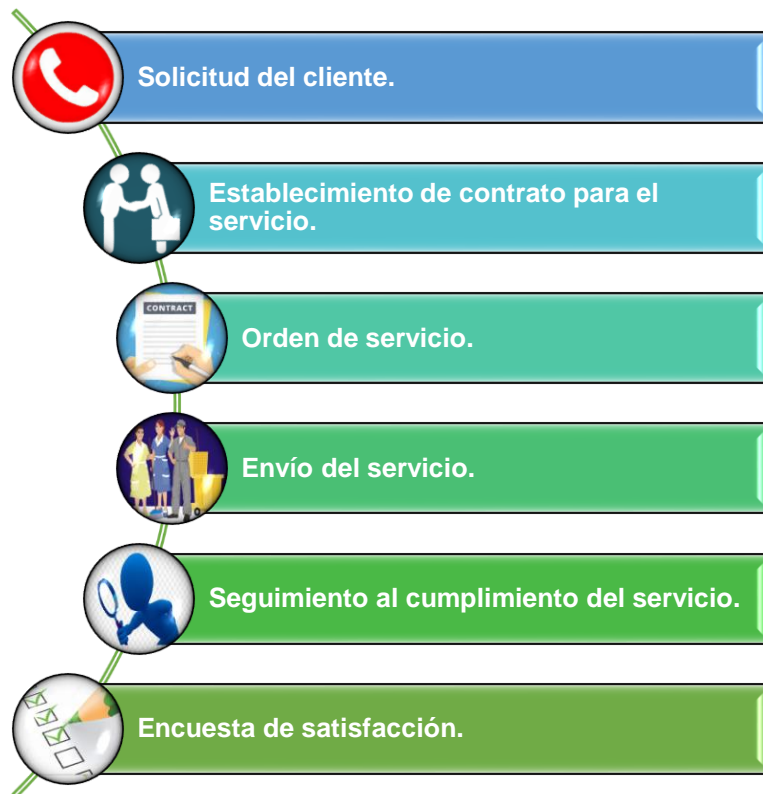 Solicitud del cliente.
Establecimiento de contrato para el
servicio.
CONTRACT
Orden de servicio.
Envío del servicio.
Seguimiento al cumplimiento del servicio.
Encuesta de satisfacción.